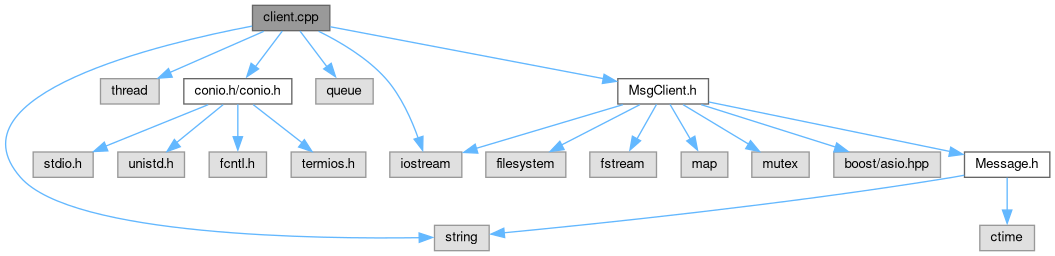 client.cpp
thread
conio.h/conio.h
queue
MsgClient.h
stdio.h
unistd.h
fcntl.h
termios.h
iostream
filesystem
fstream
map
mutex
boost/asio.hpp
Message.h
string
ctime